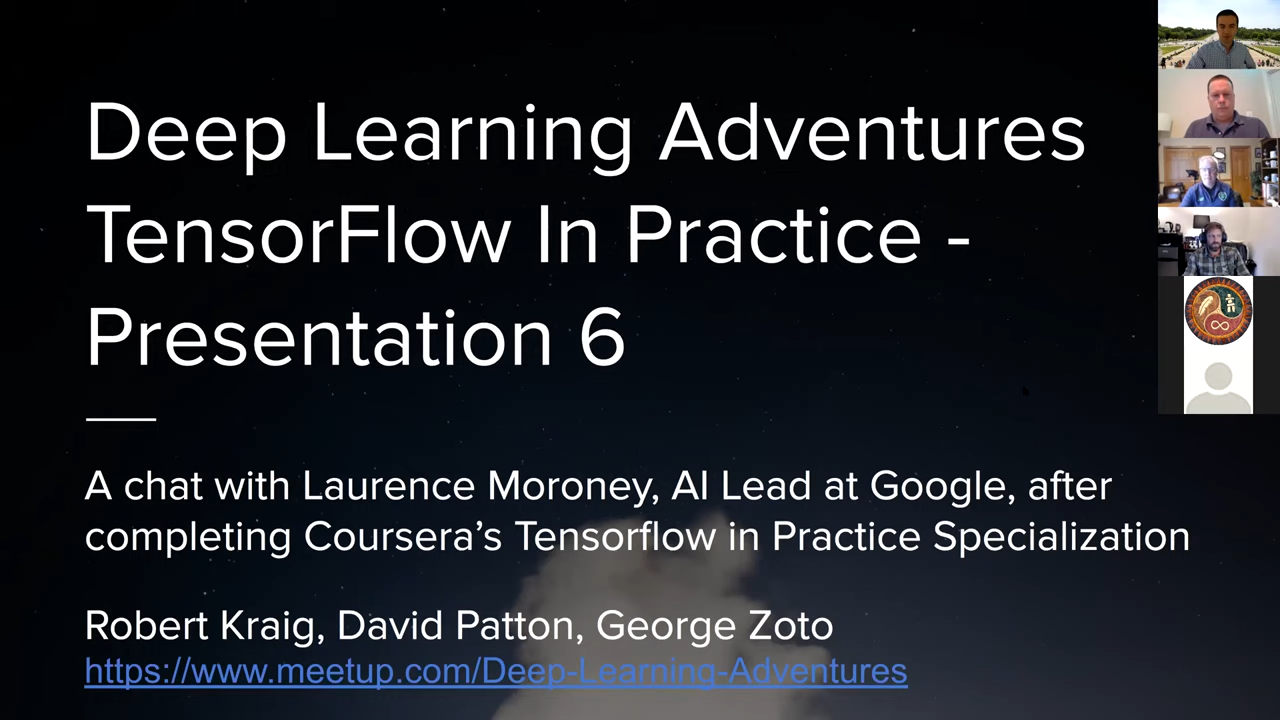 Deep Learning Adventures
TensorFlow In Practice -
Presentation 6
A chat with Laurence Moroney, AI Lead at Google, after
completing Coursera’s Tensorflow in Practice Specialization
Robert Kraig, David Patton, George Zoto
https://www.meetup.com/Deep-Learning-Adventures